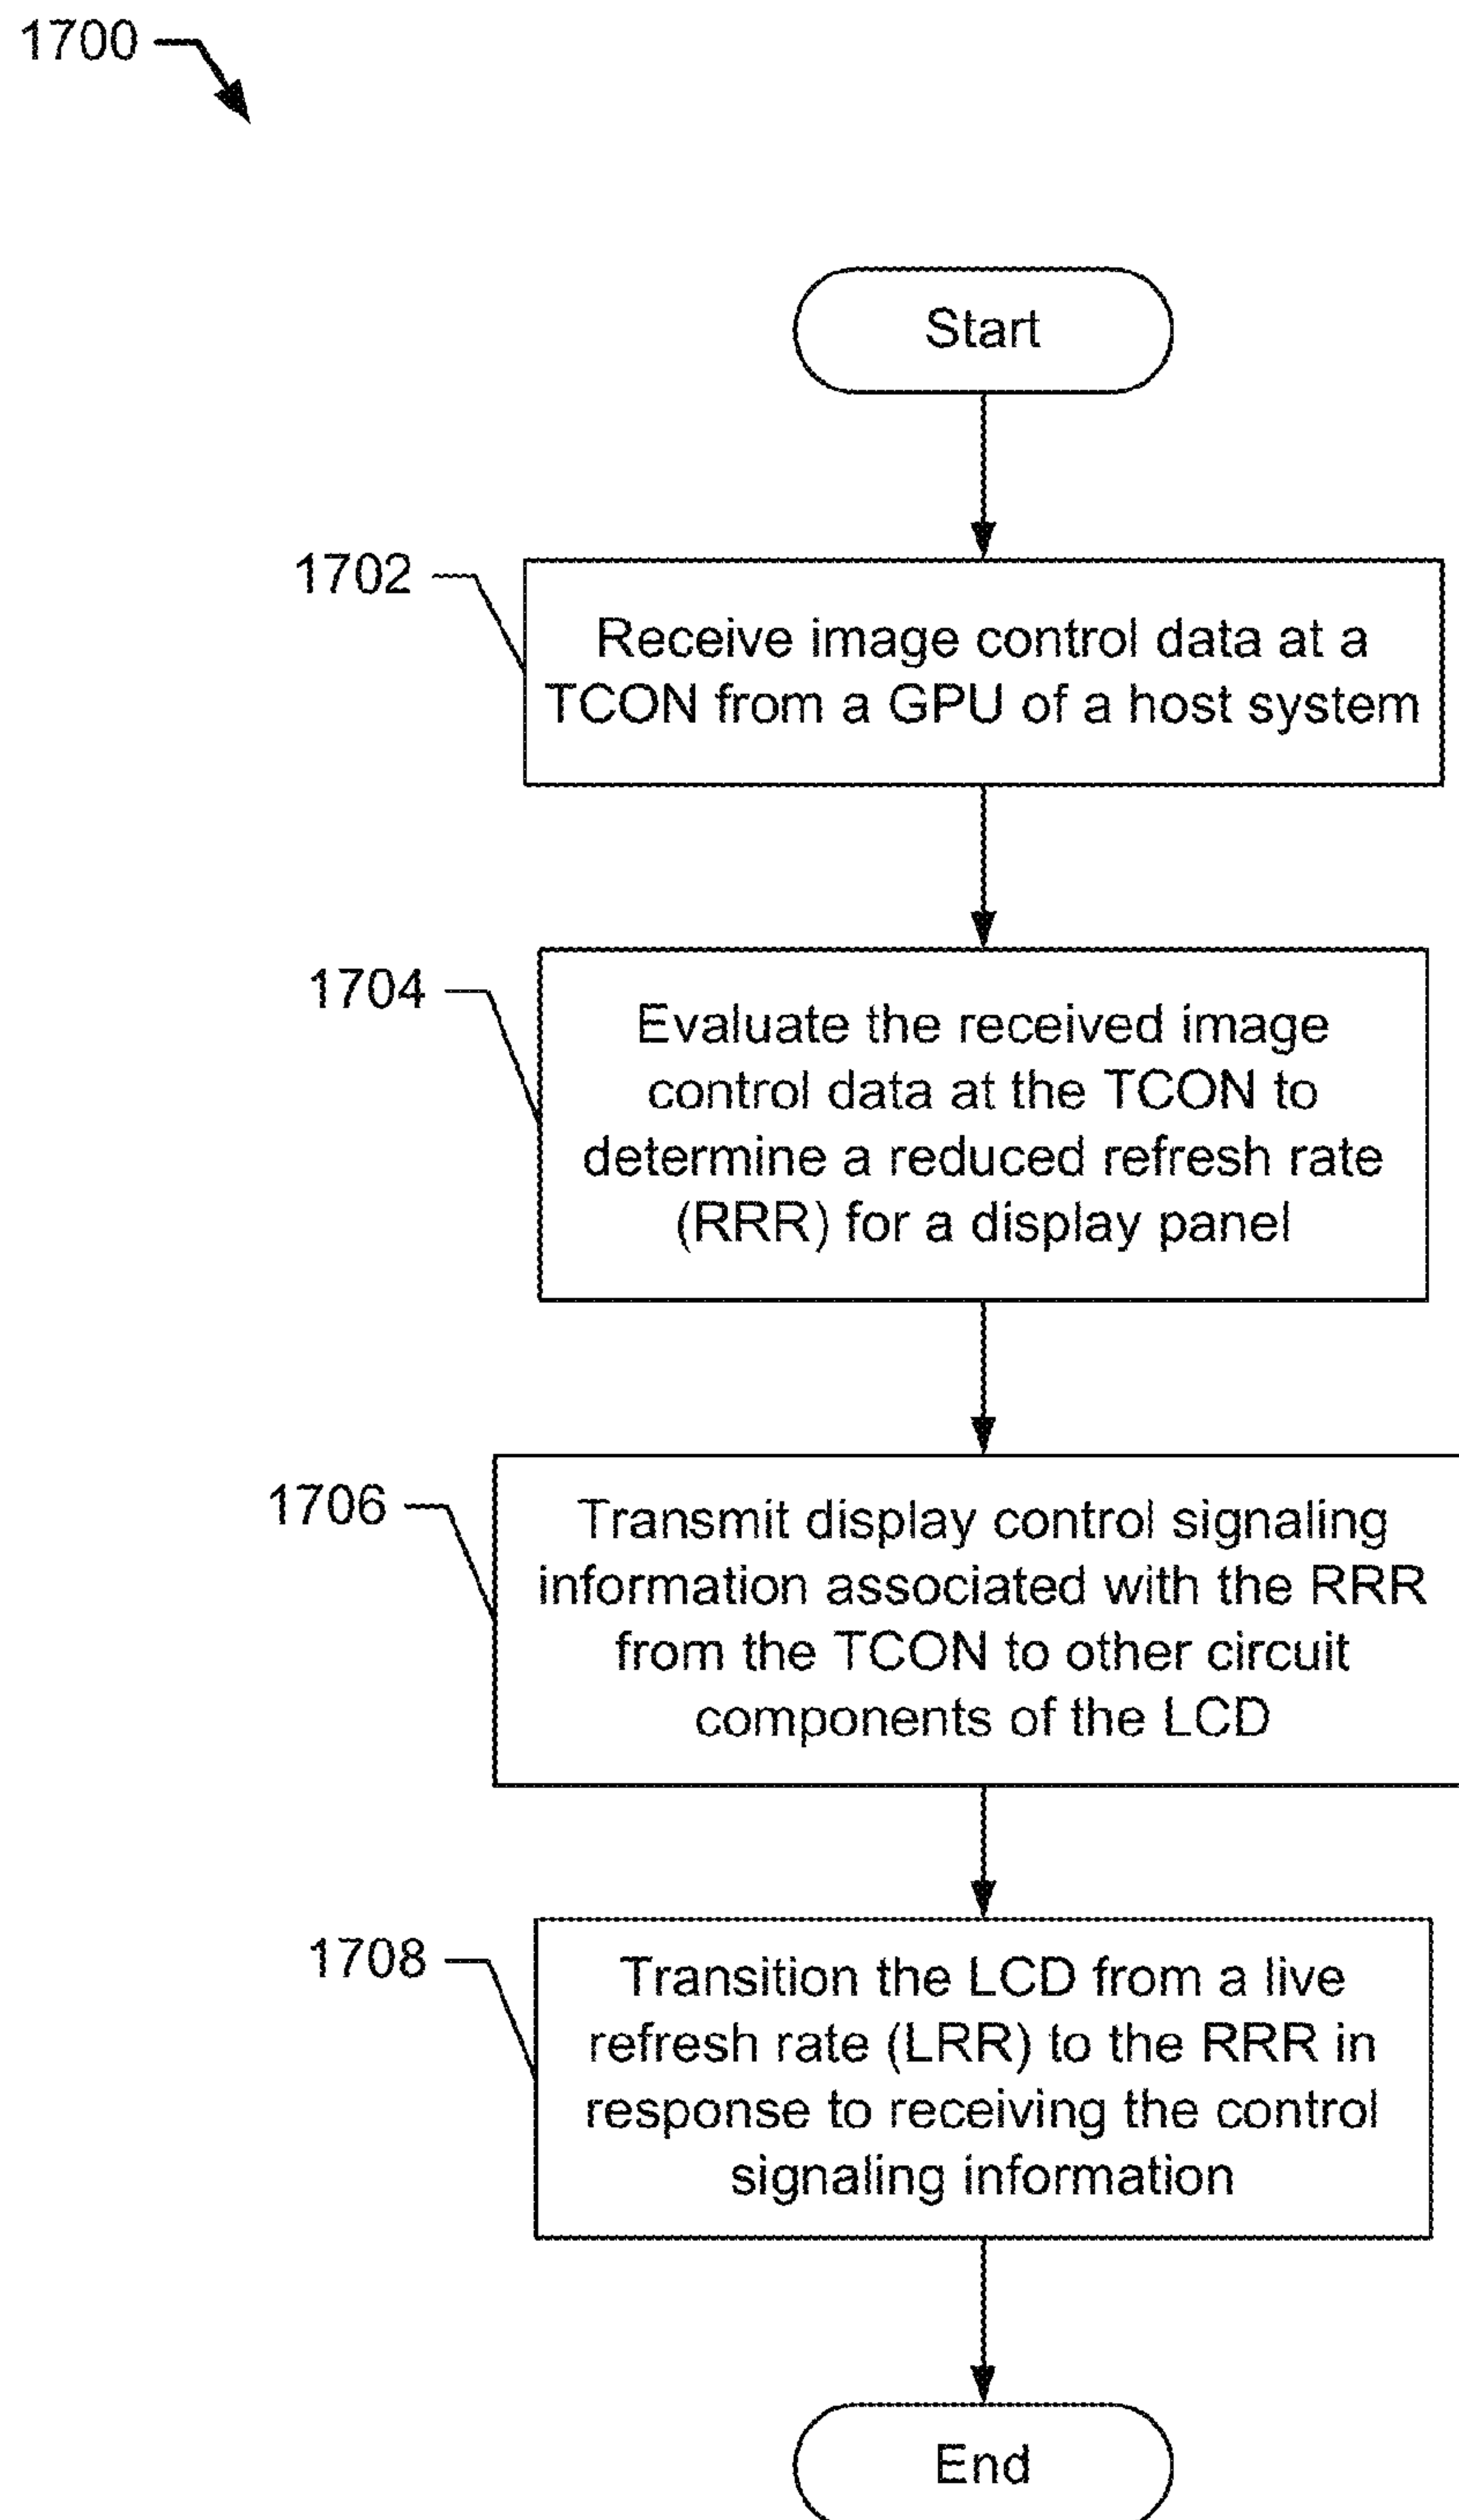 1700
Start
1702
Receive image control data at a
TCON from a GPU of a host system
1704
Evaluate the received image
control data at the TCON to
determine a reduced refresh rate
(RRR) for a display panel
1706
Transmit display control signaling
information associated with the RRR
from the TCON to other circuit
components of the LCD
1708
Transition the LCD from a live
refresh rate (LRR) to the RRR in
response to receiving the control
signaling information
End